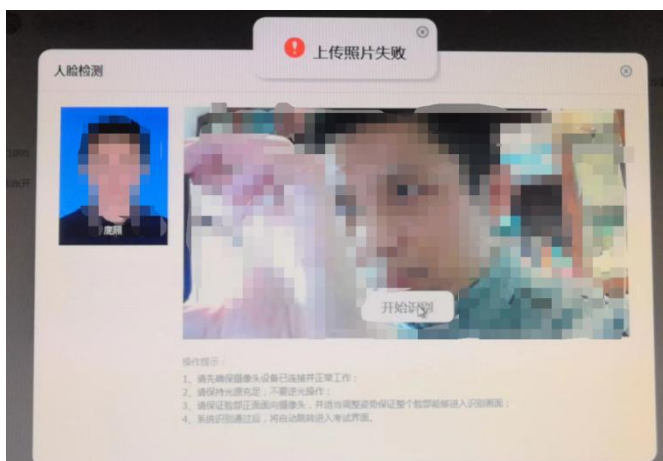 上传照片失败
人脸检测
底照
开始识别
操作提示：
1、请先确保摄像头设备已连接并正常工作；
2、请保持光源充足，不要逆光操作；
3、请保证脸部正面面向摄像头，并适当调整姿势保证整个脸部能够进入识别画面；
4、系统识别通过后，将自动跳转进入考试界面。